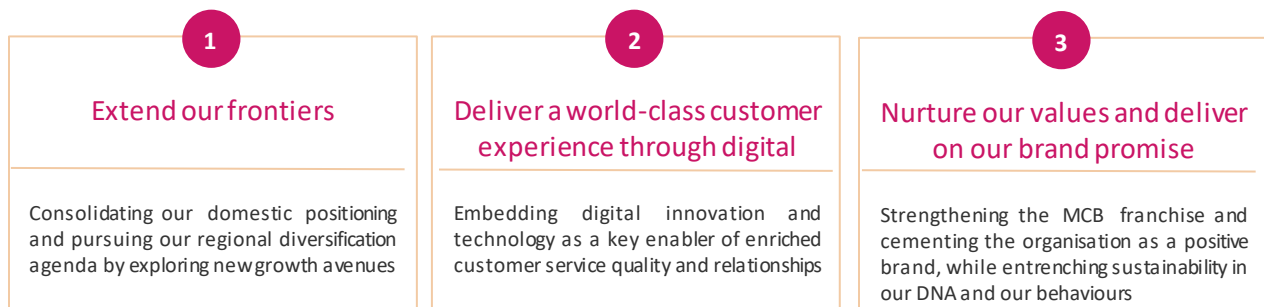 1
Extend our frontiers
Consolidating our domestic positioning
and pursuing our regional diversification
agenda by exploring new growth avenues
2
Deliver a world-class customer
experience through digital
Embedding digital innovation and
technology as a key enabler of enriched
customer service quality and relationships
3
Nurture our values and deliver
on our brand promise
Strengthening the MCB franchise and
cementing the organisation as a positive
brand, while entrenching sustainability in
our DNA and our behaviours